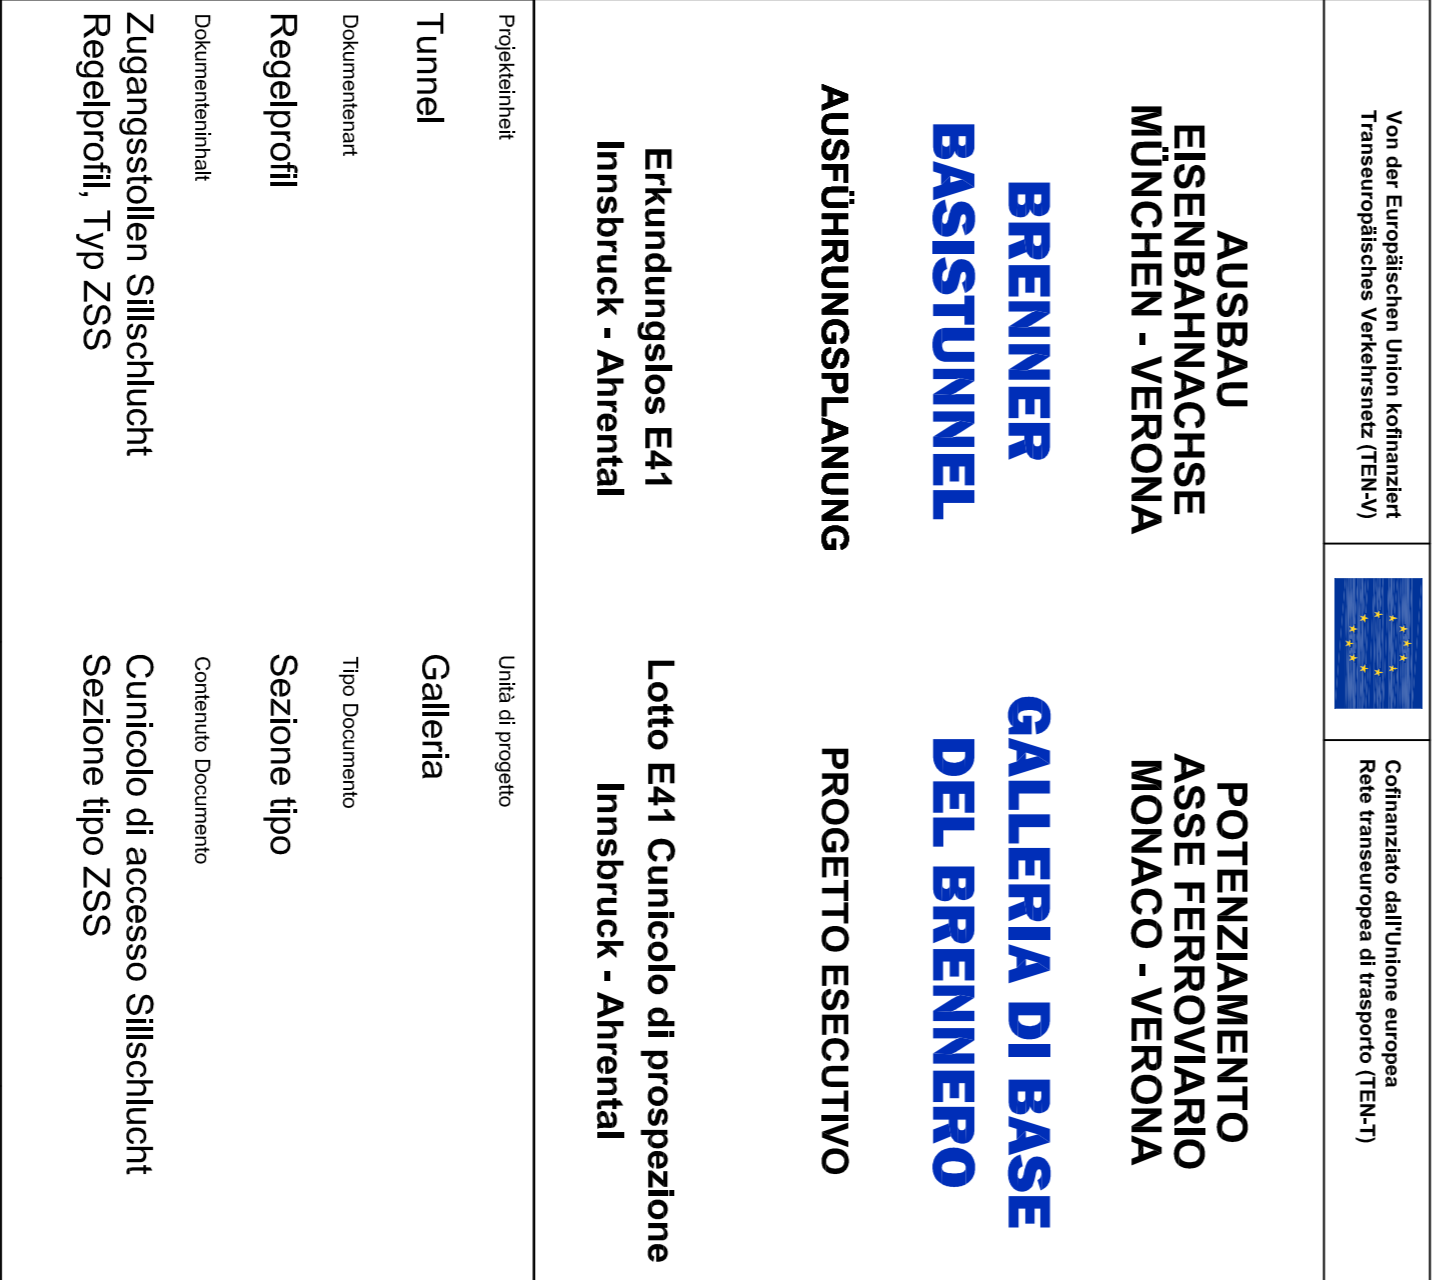 Von der Europäischen Union kofinanziert
Transeuropäisches Verkehrsnetz (TEN-V)
Cofinanziato dall'Unione europea
Rete transeuropea di trasporto (TEN-T)
AUSBAU
EISENBAHNACHSE
MÜNCHEN - VERONA
POTENZIAMENTO
ASSE FERROVIARIO
MONACO - VERONA
BRENNER
BASISTUNNEL
GALLERIA DI BASE
DEL BRENNERO
AUSFÜHRUNGSPLANUNG
PROGETTO ESECUTIVO
Erkundungslos E41
Innsbruck - Ahrental
Lotto E41 Cunicolo di prospezione
Innsbruck - Ahrental
Projekteinheit
Unità di progetto
Tunnel
Galleria
Dokumentenart
Tipo Documento
Regelprofil
Sezione tipo
Dokumenteninhalt
Contenuto Documento
Zugangsstollen Sillschlucht
Regelprofil, Typ ZSS
Cunicolo di accesso Sillschlucht
Sezione tipo ZSS